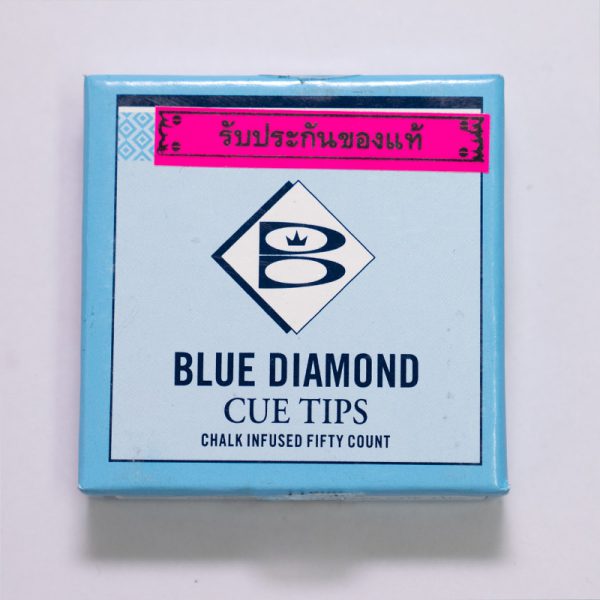 รับประกันของแท้
B
BLUE DIAMOND
CUE TIPS
CHALK INFUSED FIFTY COUNT